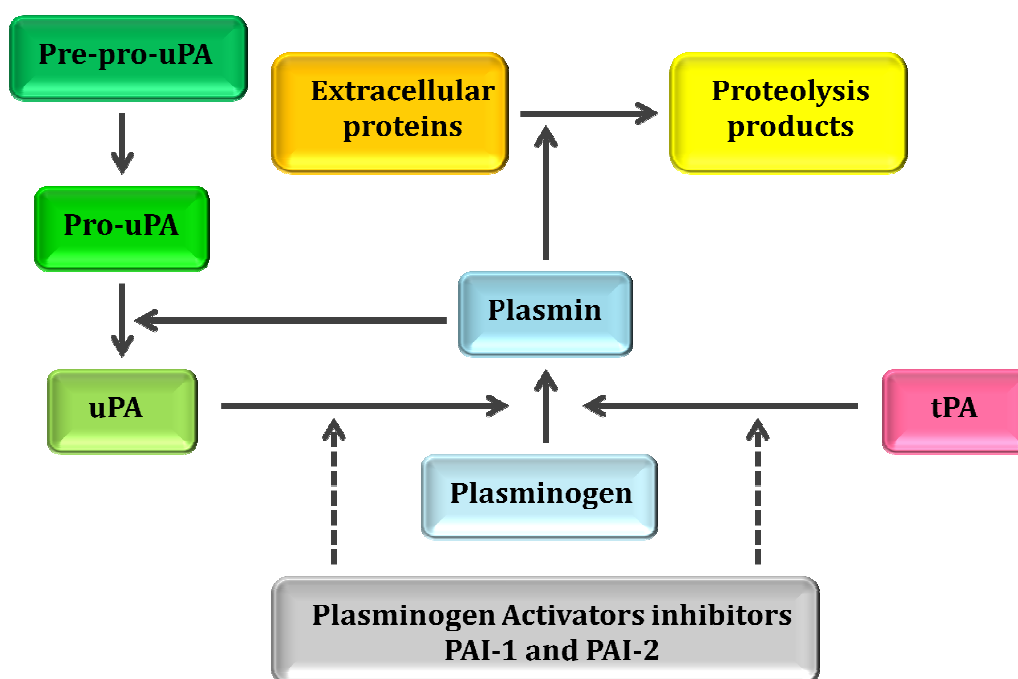 Pre-pro-uPA
Extracellular
proteins
Proteolysis
products
Pro-uPA
Plasmin
uPA
tPA
Plasminogen
Plasminogen Activators inhibitors
PAI-1 and PAI-2